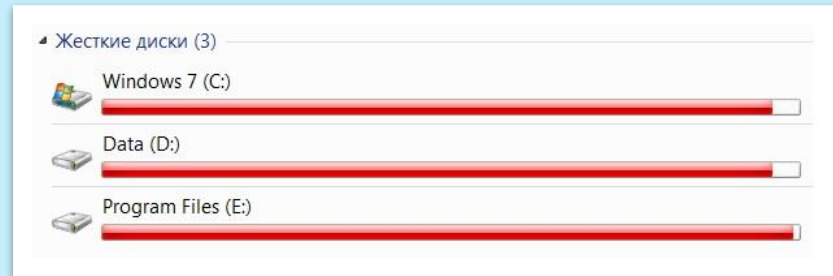 Жесткие диски (3)
Windows 7 (C:)
Data (D:)
Program Files (E:)